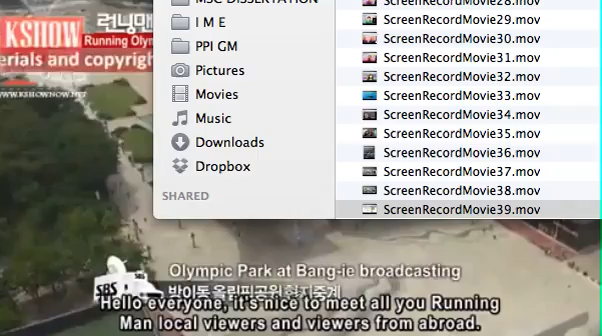 MSC DISSERTATION
I M E
PPI GM
Pictures
Movies
Music
Downloads
Dropbox
SHARED
ScreenRecordMovie28.mov
ScreenRecordMovie29.mov
ScreenRecordMovie30.mov
ScreenRecordMovie31.mov
ScreenRecordMovie32.mov
ScreenRecordMovie33.mov
ScreenRecordMovie34.mov
ScreenRecordMovie35.mov
ScreenRecordMovie36.mov
ScreenRecordMovie37.mov
ScreenRecordMovie38.mov
ScreenRecordMovie39.mov
런닝맨
KSHOW
Running Olym
erials and copyrigh
WWW.KSHOWNOW.NET
Olympic Park at Bang-ie broadcasting
SBS
방이동 올림픽공원 현지중계
Hello everyone, it's nice to meet all you Running
Man local viewers and viewers from abroad.